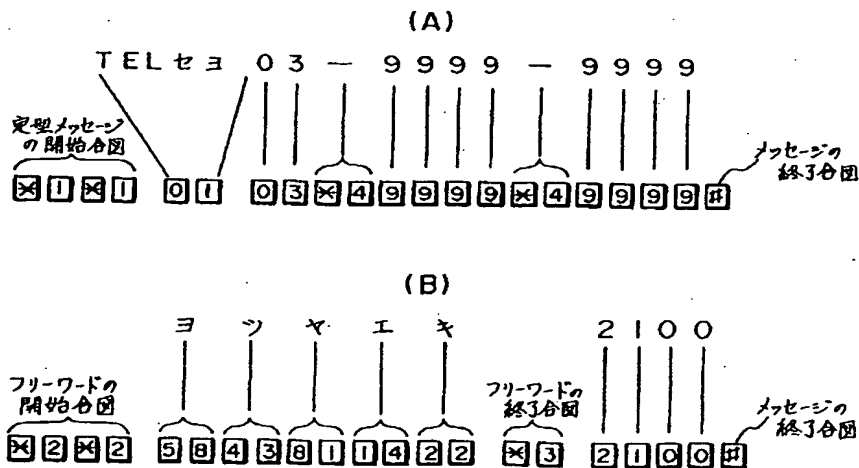 (A)
TELセヨ 03-9999-9999
定型メッセージ
の開始合図
メッセージの
終了合図
*1*1 01 03*49999*49999#
(B)
ヨツヤエキ 2100
フリーワードの
開始合図
フリーワードの
終了合図
メッセージの
終了合図
*2*2 5843811422 *3 2100#